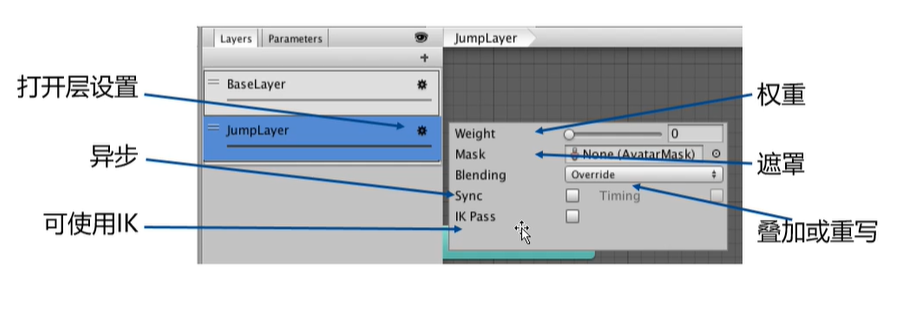 Layers
Parameters
JumpLayer
BaseLayer
打开层设置
权重
JumpLayer
Weight
0
异步
Mask
None (AvatarMask)
遮罩
Blending
Override
Sync
Timing
可使用IK
IK Pass
叠加或重写